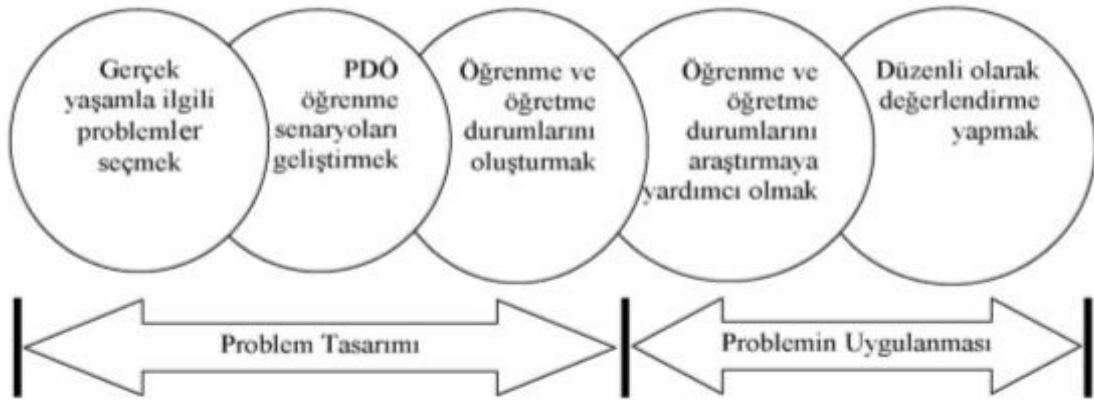 Gerçek
yaşamla ilgili
problemler
seçmek
PDÖ
öğrenme
senaryoları
geliştirmek
Öğrenme ve
öğretme
durumlarını
oluşturmak
Öğrenme ve
öğretme
durumlarını
araştırmaya
yardımcı olmak
Düzenli olarak
değerlendirme
yapmak
Problem Tasarımı
Problemin Uygulanması